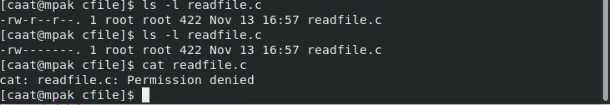 [caat@mpak cfile]$ ls -l readfile.c
-rw-r--r--. 1 root root 422 Nov 13 16:57 readfile.c
[caat@mpak cfile]$ ls -l readfile.c
-rw-------. 1 root root 422 Nov 13 16:57 readfile.c
[caat@mpak cfile]$ cat readfile.c
cat: readfile.c: Permission denied
[caat@mpak cfile]$